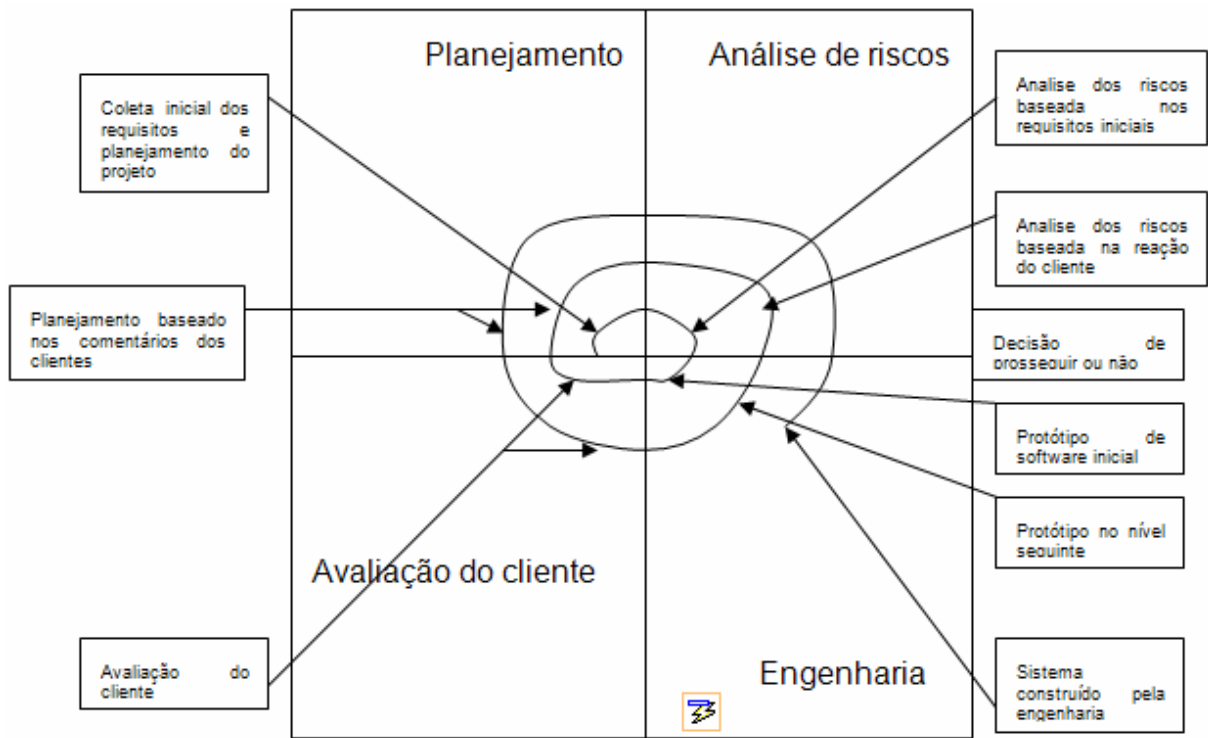 Planejamento
Análise de riscos
Coleta inicial dos
requisitos e
planejamento do
projeto
Analise dos riscos
baseada nos
requisitos iniciais
Analise dos riscos
baseada na reação
do cliente
Planejamento baseado
nos comentários dos
clientes
Decisão de
prosseguir ou não
Protótipo de
software inicial
Protótipo no nível
seguinte
Avaliação do cliente
Avaliação do
cliente
Engenharia
Sistema
construído pela
engenharia